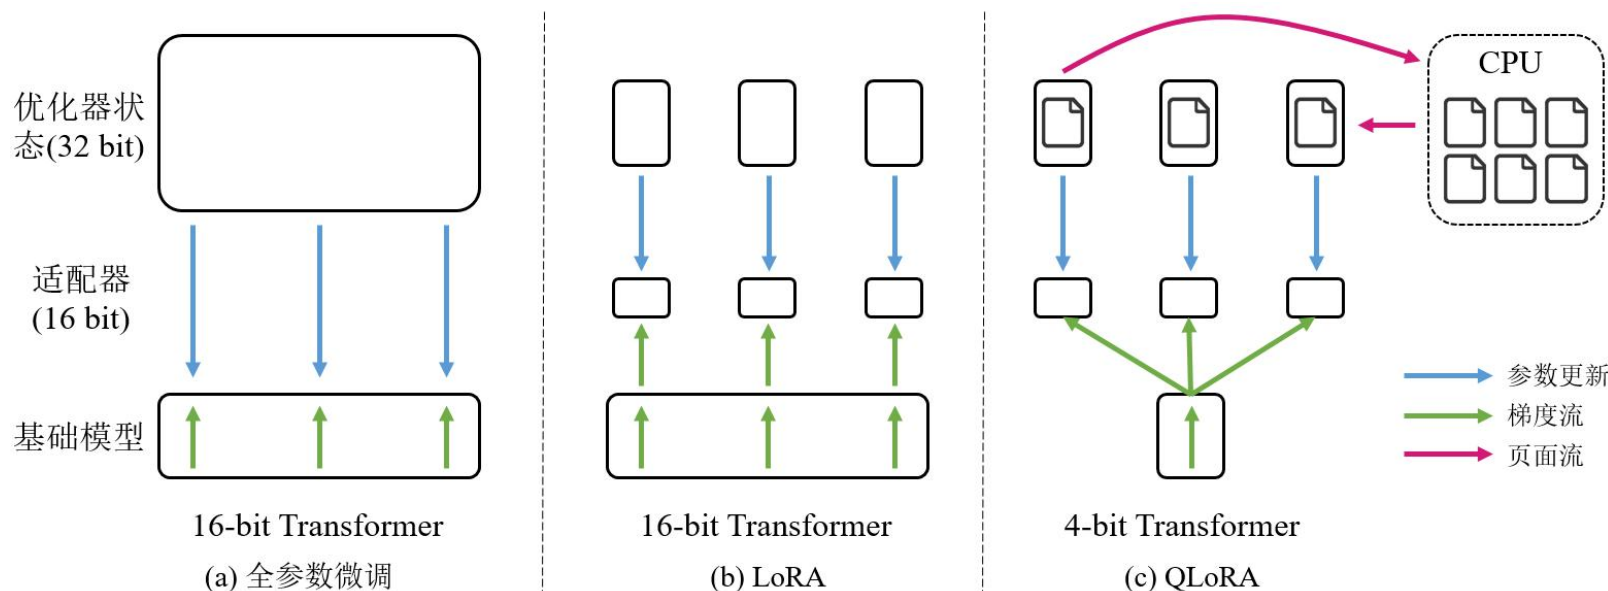 优化器状
态(32 bit)
适配器
(16 bit)
基础模型
CPU
参数更新
梯度流
页面流
16-bit Transformer
16-bit Transformer
4-bit Transformer
(a) 全参数微调
(b) LoRA
(c) QLoRA